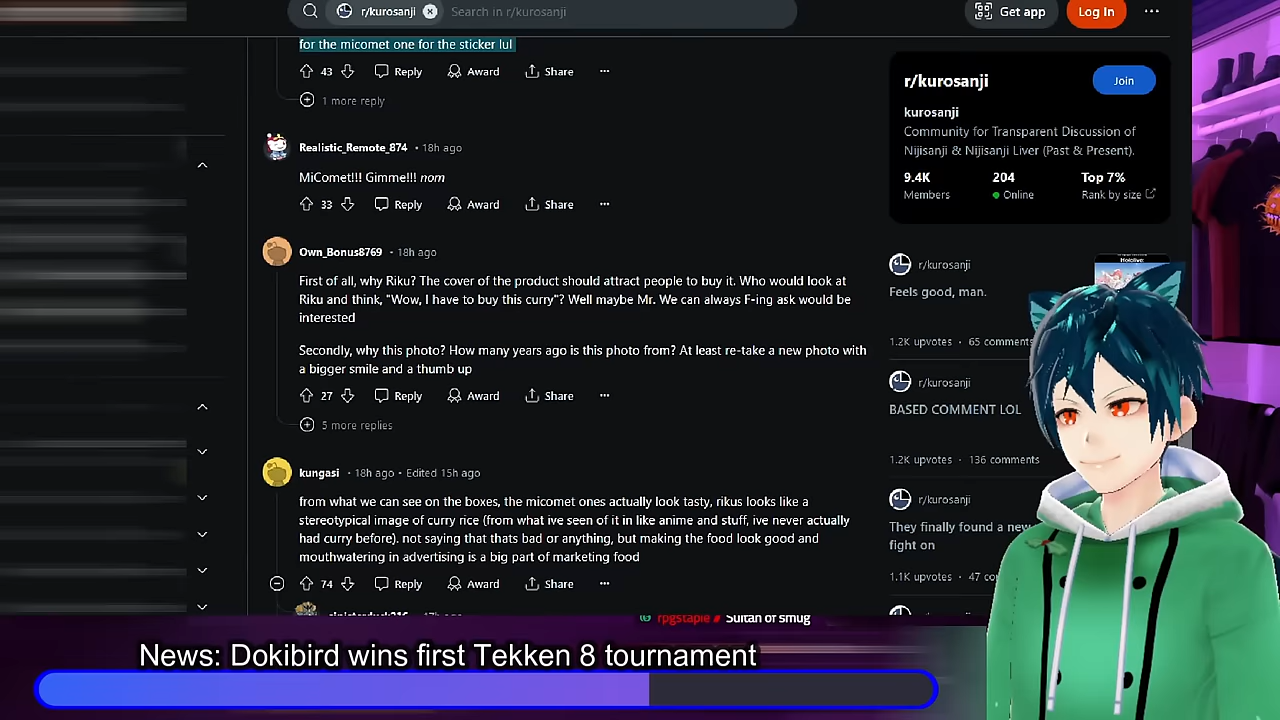 r/kurosanji
Search in r/kurosanji
Get app
Log In
for the micomet one for the sticker lul
43 Reply Award Share
1 more reply
Realistic_Remote_874 • 18h ago
MiComet!!! Gimme!!! nom
33 Reply Award Share
Own_Bonus8769 • 18h ago
First of all, why Riku? The cover of the product should attract people to buy it. Who would look at
Riku and think, "Wow, I have to buy this curry"? Well maybe Mr. We can always F-ing ask would be
interested
Secondly, why this photo? How many years ago is this photo from? At least re-take a new photo with
a bigger smile and a thumb up
27 Reply Award Share
5 more replies
kungasi • 18h ago • Edited 15h ago
from what we can see on the boxes, the micomet ones actually look tasty, rikus looks like a
stereotypical image of curry rice (from what ive seen of it in like anime and stuff, ive never actually
had curry before). not saying that thats bad or anything, but making the food look good and
mouthwatering in advertising is a big part of marketing food
74 Reply Award Share
r/kurosanji
Join
kurosanji
Community for Transparent Discussion of
Nijisanji & Nijisanji Liver (Past & Present).
9.4K 204 Top 7%
Members Online Rank by size
r/kurosanji
Feels good, man.
1.2K upvotes • 65 comments
r/kurosanji
BASED COMMENT LOL
1.2K upvotes • 136 comments
r/kurosanji
They finally found a new
fight on
1.1K upvotes • 47
rpgstaple # Sultan of smug
News: Dokibird wins first Tekken 8 tournament